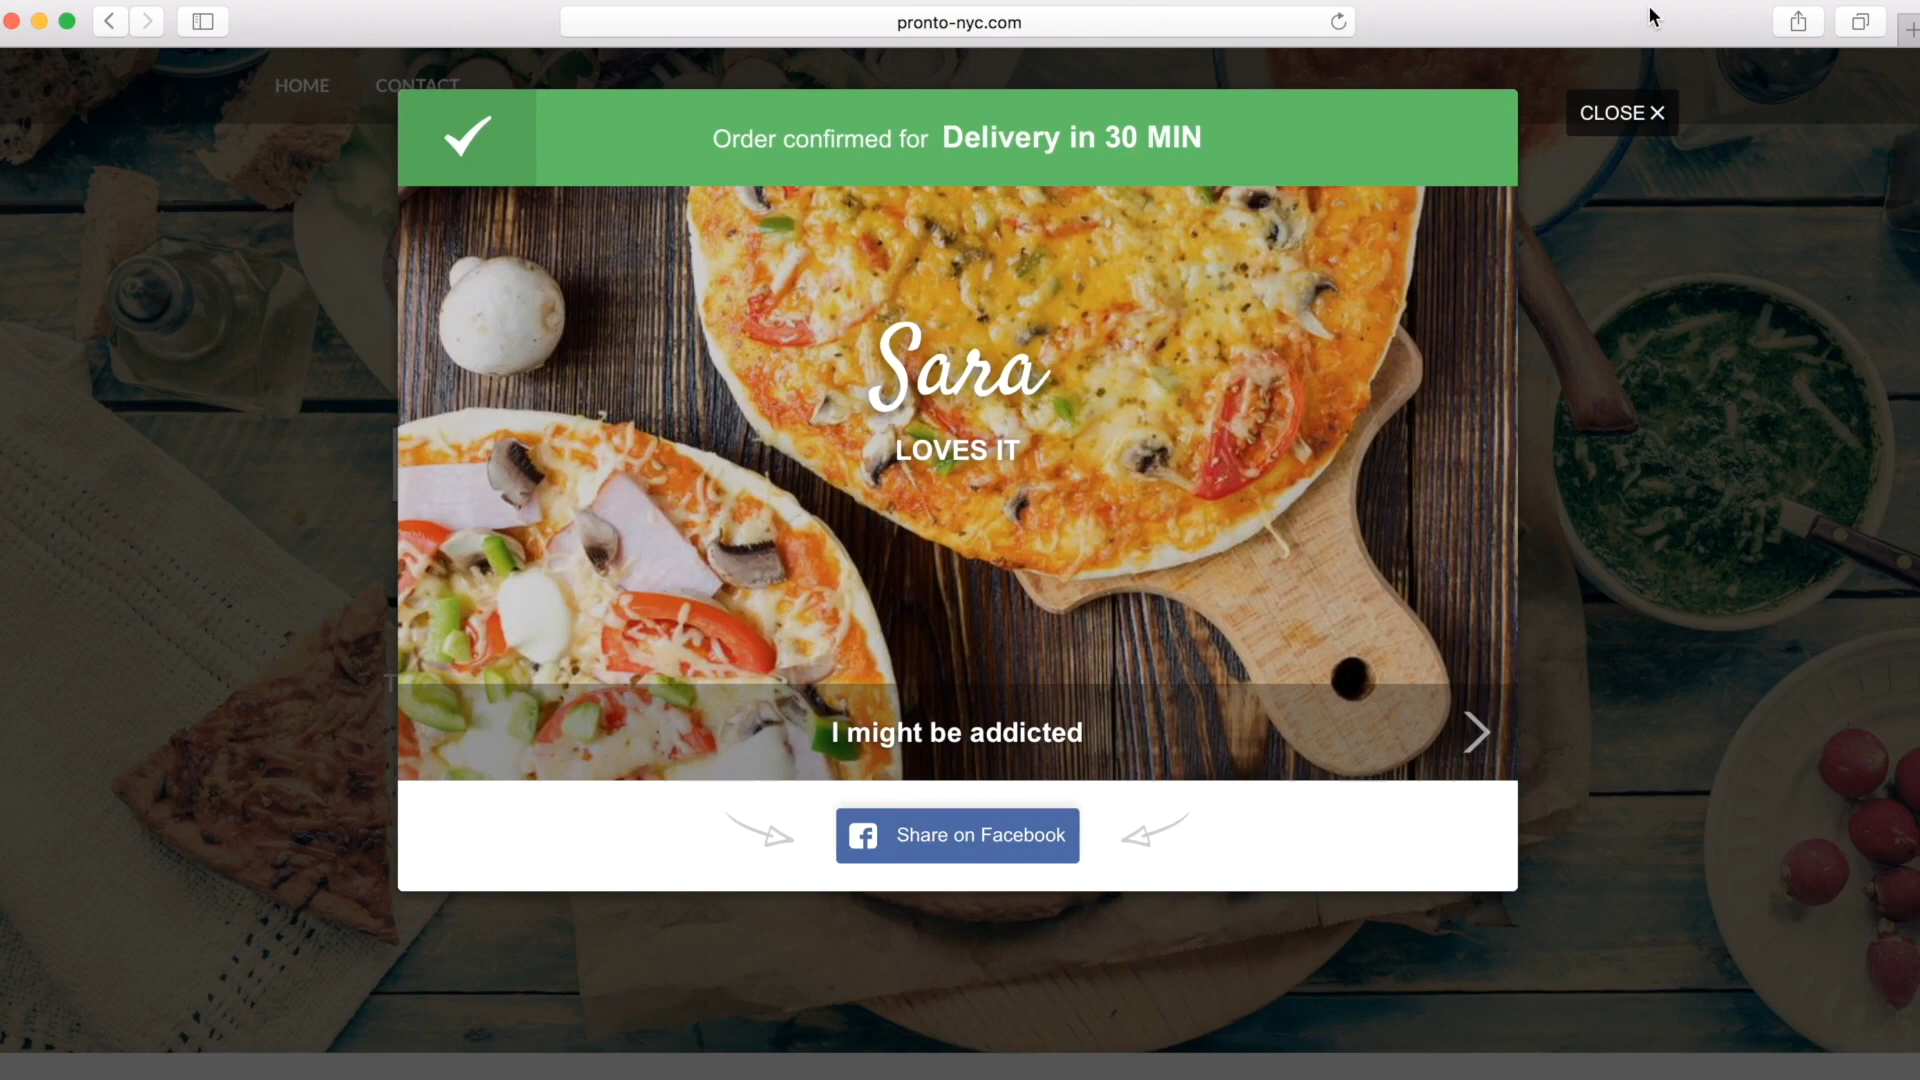 pronto-nyc.com
HOME CONTACT
CLOSE X
Order confirmed for Delivery in 30 MIN
Sara
LOVES IT
I might be addicted
Share on Facebook